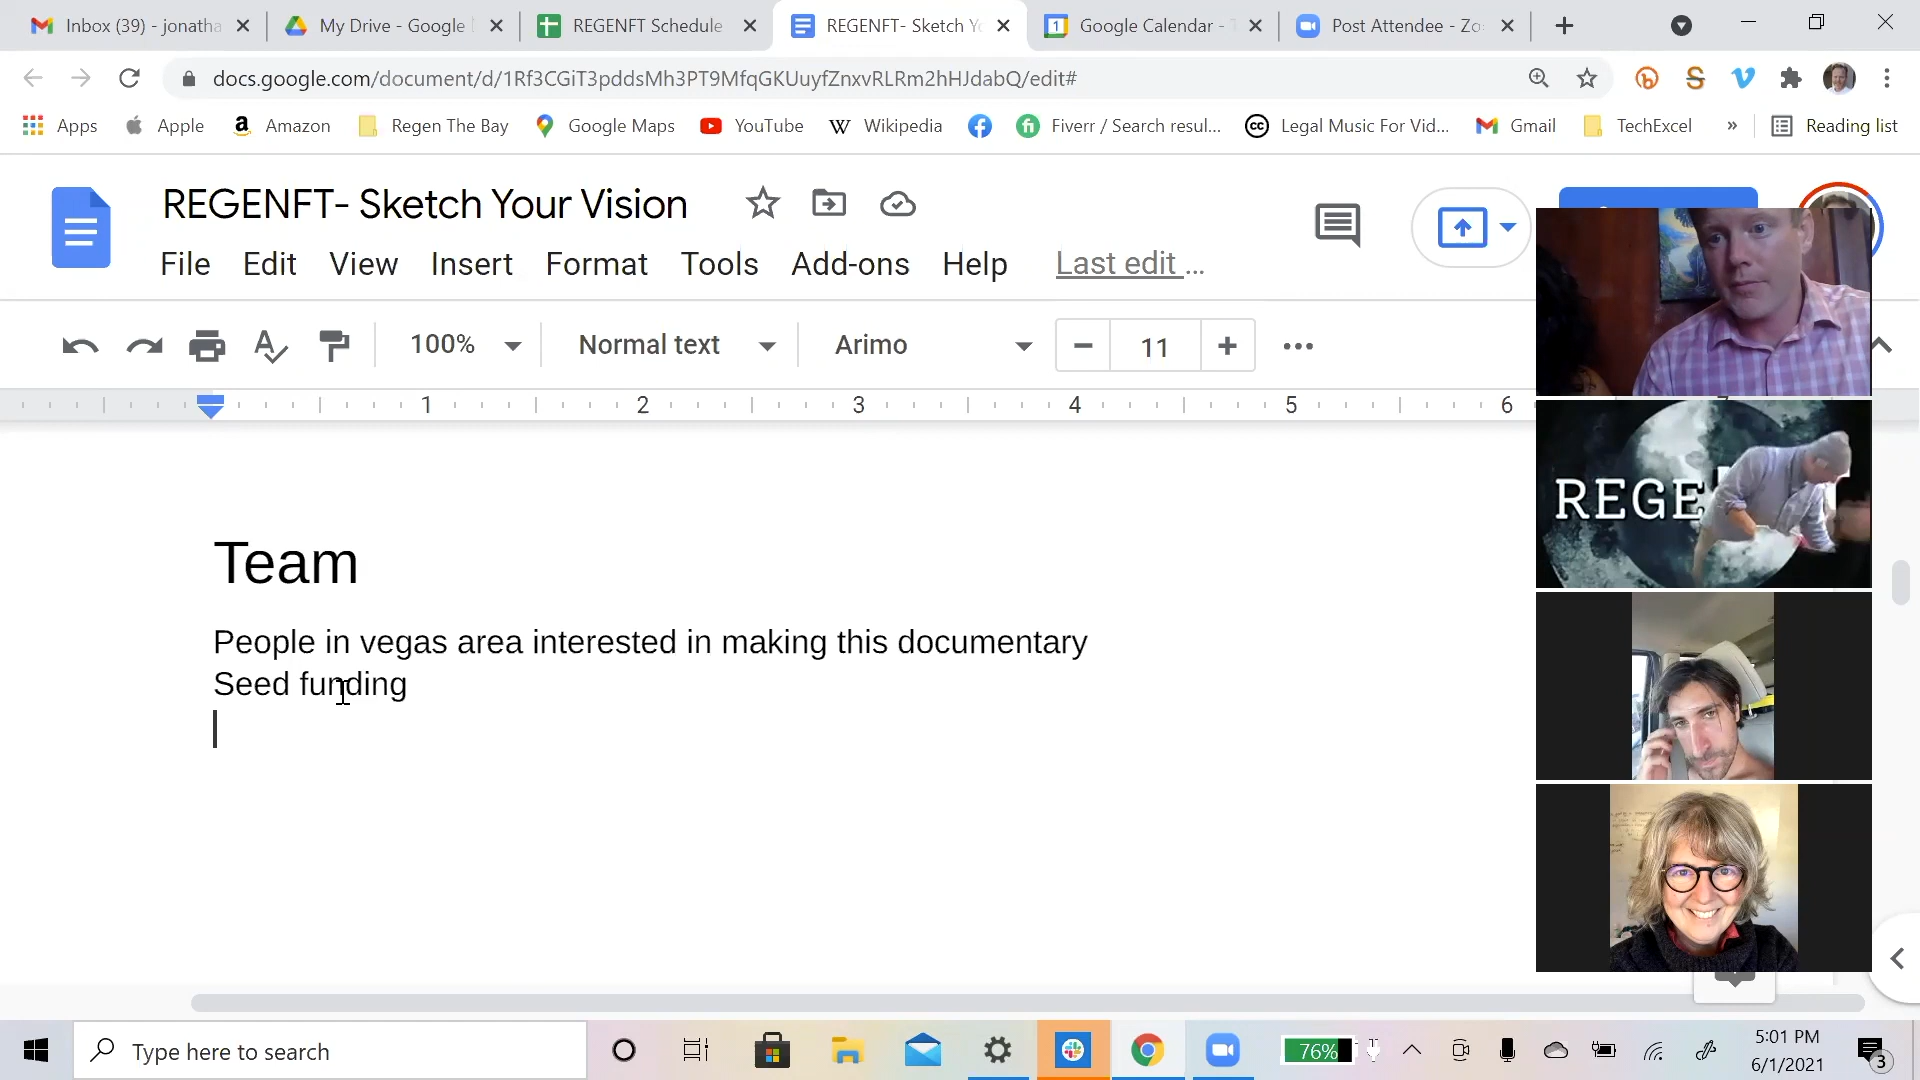 Inbox (39) - jonatha
My Drive - Google
REGENFT Schedule
REGENFT- Sketch Y
Google Calendar -
Post Attendee - Zo
docs.google.com/document/d/1Rf3CGiT3pddsMh3PT9MfqGKUuyfZnxvRLRm2hHJdabQ/edit#
Apps
Apple
Amazon
Regen The Bay
Google Maps
YouTube
Wikipedia
Fiverr / Search resul...
Legal Music For Vid...
Gmail
TechExcel
»
Reading list
REGENFT- Sketch Your Vision
File Edit View Insert Format Tools Add-ons Help Last edit ...
100% Normal text Arimo 11
1 2 3 4 5 6
Team
People in vegas area interested in making this documentary
Seed funding
REGE
Type here to search
76%
5:01 PM
6/1/2021
3